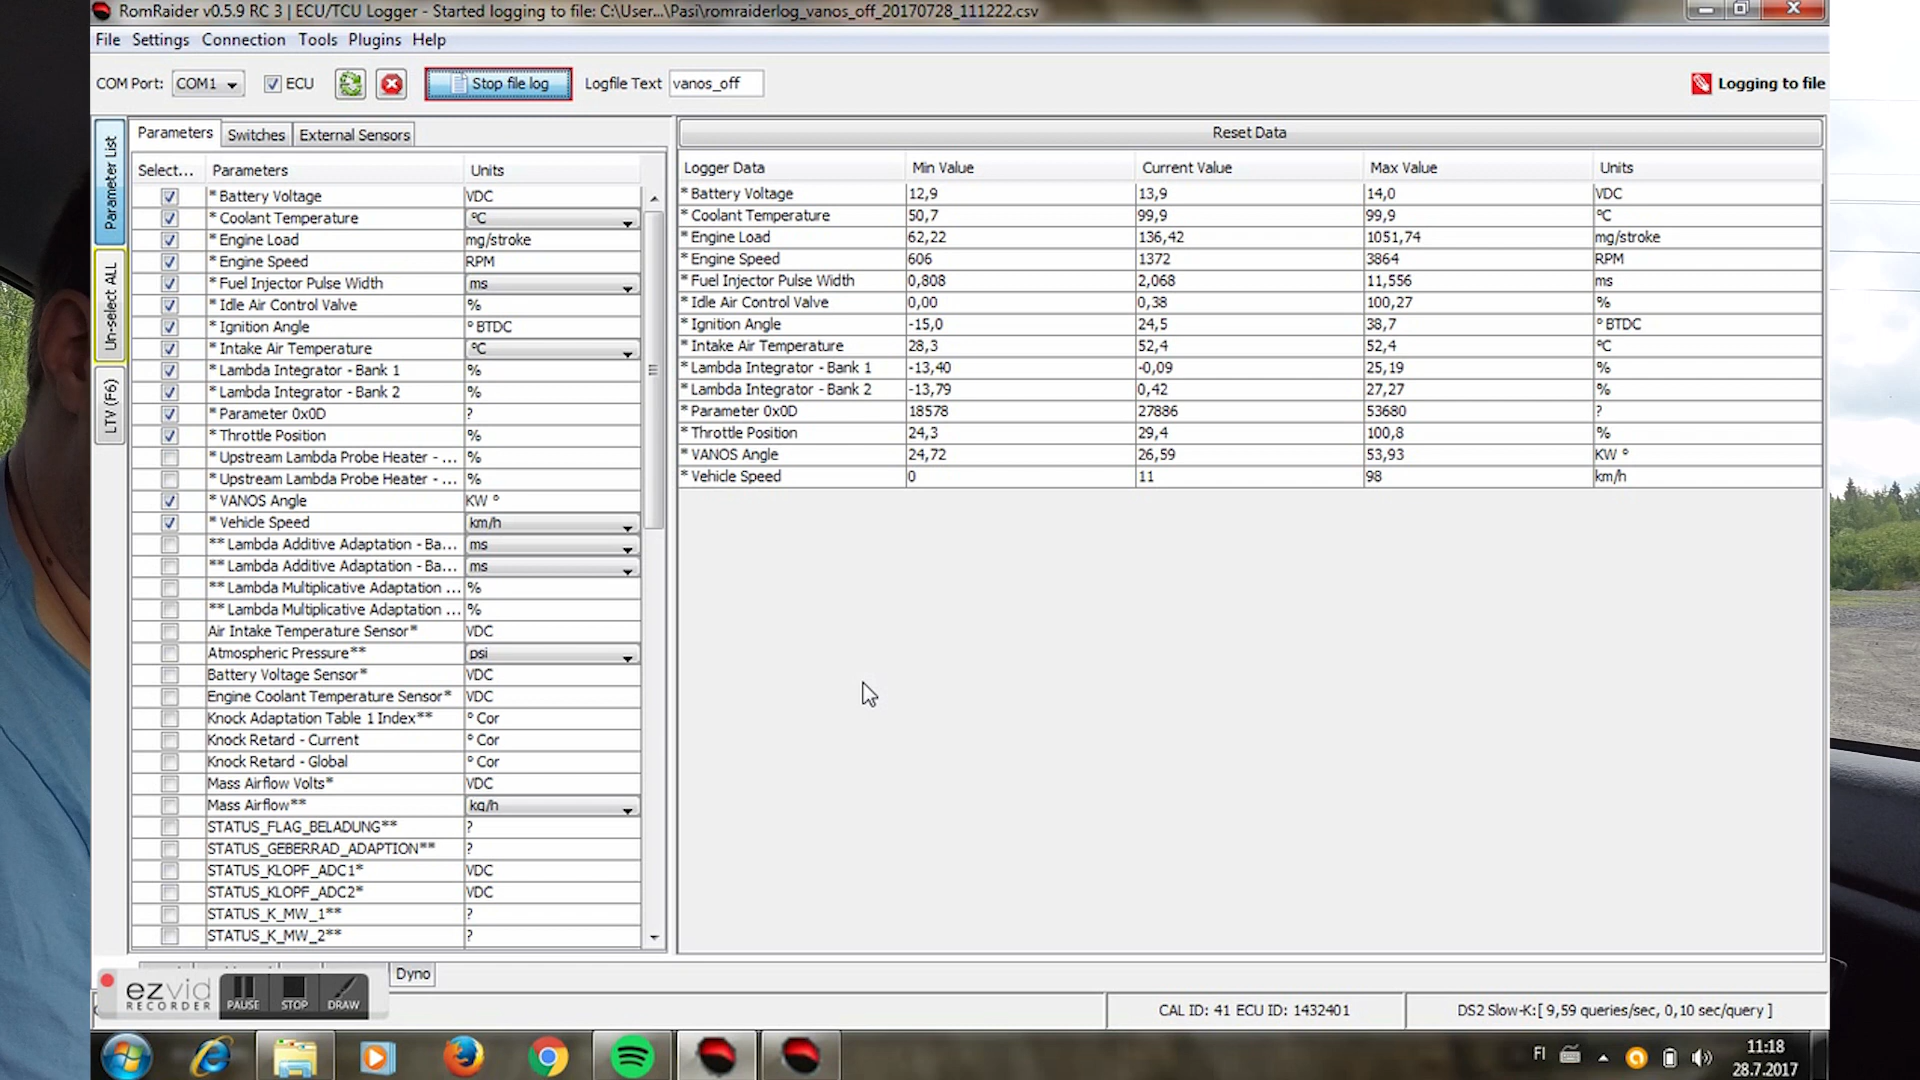 RomRaider v0.5.9 RC 3 | ECU/TCU Logger - Started logging to file: C:\User...\Pasi\romraiderlog_vanos_off_20170728_111222.csv
File Settings Connection Tools Plugins Help
COM Port: COM1 ECU Stop file log Logfile Text vanos_off Logging to file
Parameter List
Un-select ALL
LTV (F6)
Parameters Switches External Sensors
Select... Parameters Units
* Battery Voltage VDC
* Coolant Temperature °C
* Engine Load mg/stroke
* Engine Speed RPM
* Fuel Injector Pulse Width ms
* Idle Air Control Valve %
* Ignition Angle ° BTDC
* Intake Air Temperature °C
* Lambda Integrator - Bank 1 %
* Lambda Integrator - Bank 2 %
* Parameter 0x0D ?
* Throttle Position %
* Upstream Lambda Probe Heater - ... %
* Upstream Lambda Probe Heater - ... %
* VANOS Angle KW °
* Vehicle Speed km/h
** Lambda Additive Adaptation - Ba... ms
** Lambda Additive Adaptation - Ba... ms
** Lambda Multiplicative Adaptation ... %
** Lambda Multiplicative Adaptation ... %
Air Intake Temperature Sensor* VDC
Atmospheric Pressure** psi
Battery Voltage Sensor* VDC
Engine Coolant Temperature Sensor* VDC
Knock Adaptation Table 1 Index** ° Cor
Knock Retard - Current ° Cor
Knock Retard - Global ° Cor
Mass Airflow Volts* VDC
Mass Airflow** kg/h
STATUS_FLAG_BELADUNG** ?
STATUS_GEBERRAD_ADAPTION** ?
STATUS_KLOPF_ADC1* VDC
STATUS_KLOPF_ADC2* VDC
STATUS_K_MW_1** ?
STATUS_K_MW_2** ?
Reset Data
Logger Data Min Value Current Value Max Value Units
* Battery Voltage 12,9 13,9 14,0 VDC
* Coolant Temperature 50,7 99,9 99,9 °C
* Engine Load 62,22 136,42 1051,74 mg/stroke
* Engine Speed 606 1372 3864 RPM
* Fuel Injector Pulse Width 0,808 2,068 11,556 ms
* Idle Air Control Valve 0,00 0,38 100,27 %
* Ignition Angle -15,0 24,5 38,7 ° BTDC
* Intake Air Temperature 28,3 52,4 52,4 °C
* Lambda Integrator - Bank 1 -13,40 -0,09 25,19 %
* Lambda Integrator - Bank 2 -13,79 0,42 27,27 %
* Parameter 0x0D 18578 27886 53680 ?
* Throttle Position 24,3 29,4 100,8 %
* VANOS Angle 24,72 26,59 53,93 KW °
* Vehicle Speed 0 11 98 km/h
Dyno
ezvid
RECORDER PAUSE STOP DRAW
CAL ID: 41 ECU ID: 1432401 DS2 Slow-K:[ 9,59 queries/sec, 0,10 sec/query ]
FI 11:18
28.7.2017